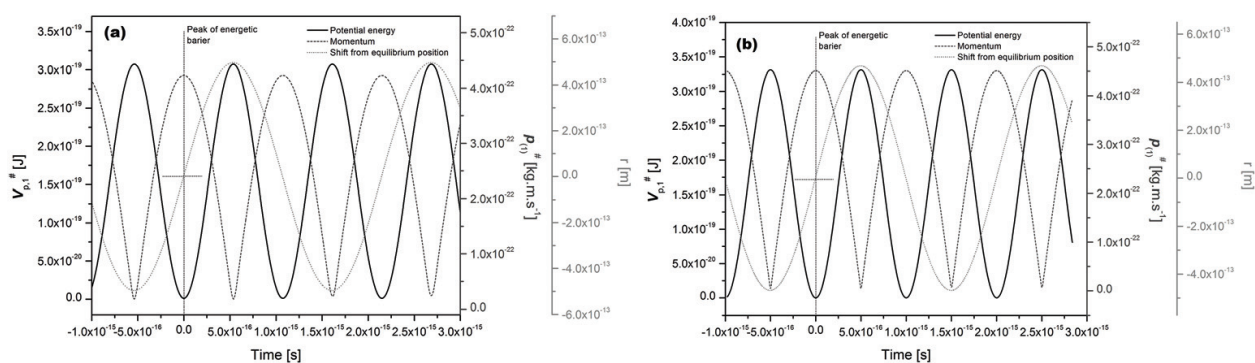 (a)
Peak of energetic
barier
Potential energy
Momentum
Shift from equilibrium position
3.5x10-19
3.0x10-19
2.5x10-19
2.0x10-19
1.5x10-19
1.0x10-19
5.0x10-20
0.0
Vp,1# [J]
-1.0x10-15
-5.0x10-16
0.0
5.0x10-16
1.0x10-15
1.5x10-15
2.0x10-15
2.5x10-15
3.0x10-15
Time [s]
5.0x10-22
4.0x10-22
3.0x10-22
2.0x10-22
1.0x10-22
0.0
p(1)# [kg.m.s-1]
6.0x10-13
4.0x10-13
2.0x10-13
0.0
-2.0x10-13
-4.0x10-13
-6.0x10-13
r [m]
(b)
Peak of energetic
barier
Potential energy
Momentum
Shift from equilibrium position
4.0x10-19
3.5x10-19
3.0x10-19
2.5x10-19
2.0x10-19
1.5x10-19
1.0x10-19
5.0x10-20
0.0
Vp,1# [J]
-1.0x10-15
-5.0x10-16
0.0
5.0x10-16
1.0x10-15
1.5x10-15
2.0x10-15
2.5x10-15
3.0x10-15
Time [s]
5.0x10-22
4.0x10-22
3.0x10-22
2.0x10-22
1.0x10-22
0.0
p(1)# [kg.m.s-1]
6.0x10-13
4.0x10-13
2.0x10-13
0.0
-2.0x10-13
-4.0x10-13
r [m]